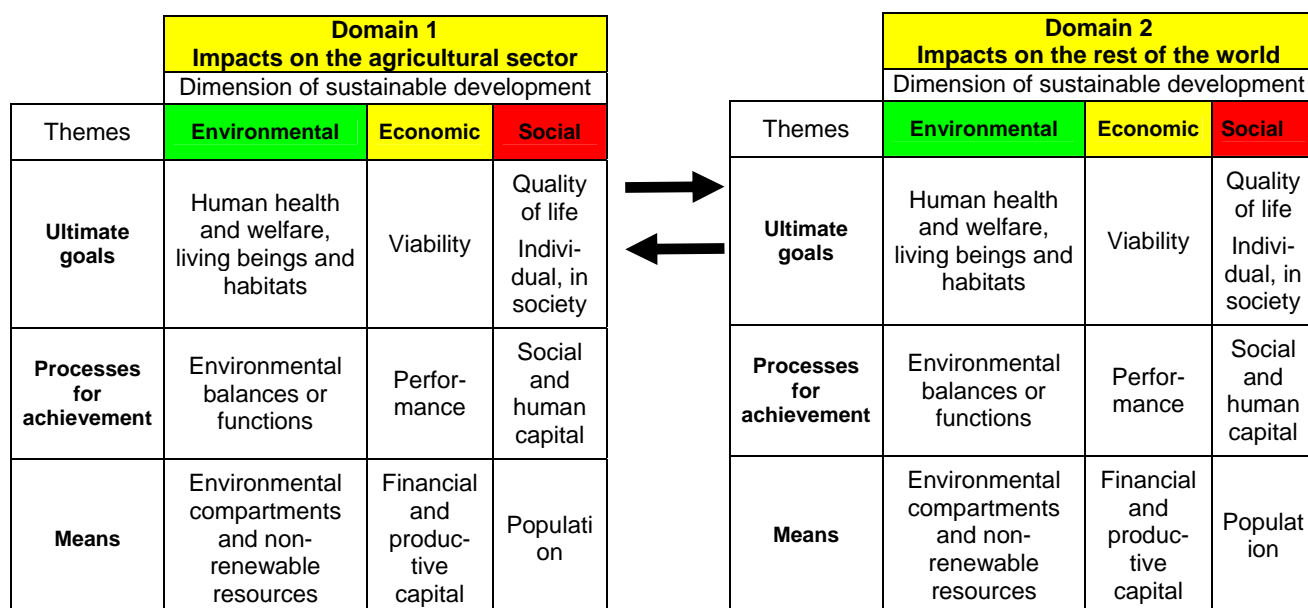 Domain 1
Impacts on the agricultural sector
Dimension of sustainable development
Themes
Environmental
Economic
Social
Ultimate
goals
Human health
and welfare,
living beings and
habitats
Viability
Quality
of life
Indivi-
dual, in
society
Processes
for
achievement
Environmental
balances or
functions
Perfor-
mance
Social
and
human
capital
Means
Environmental
compartments
and non-
renewable
resources
Financial
and
produc-
tive
capital
Populati
on
Domain 2
Impacts on the rest of the world
Dimension of sustainable development
Themes
Environmental
Economic
Social
Ultimate
goals
Human health
and welfare,
living beings and
habitats
Viability
Quality
of life
Indivi-
dual, in
society
Processes
for
achievement
Environmental
balances or
functions
Perfor-
mance
Social
and
human
capital
Means
Environmental
compartments
and non-
renewable
resources
Financial
and
produc-
tive
capital
Populat
ion